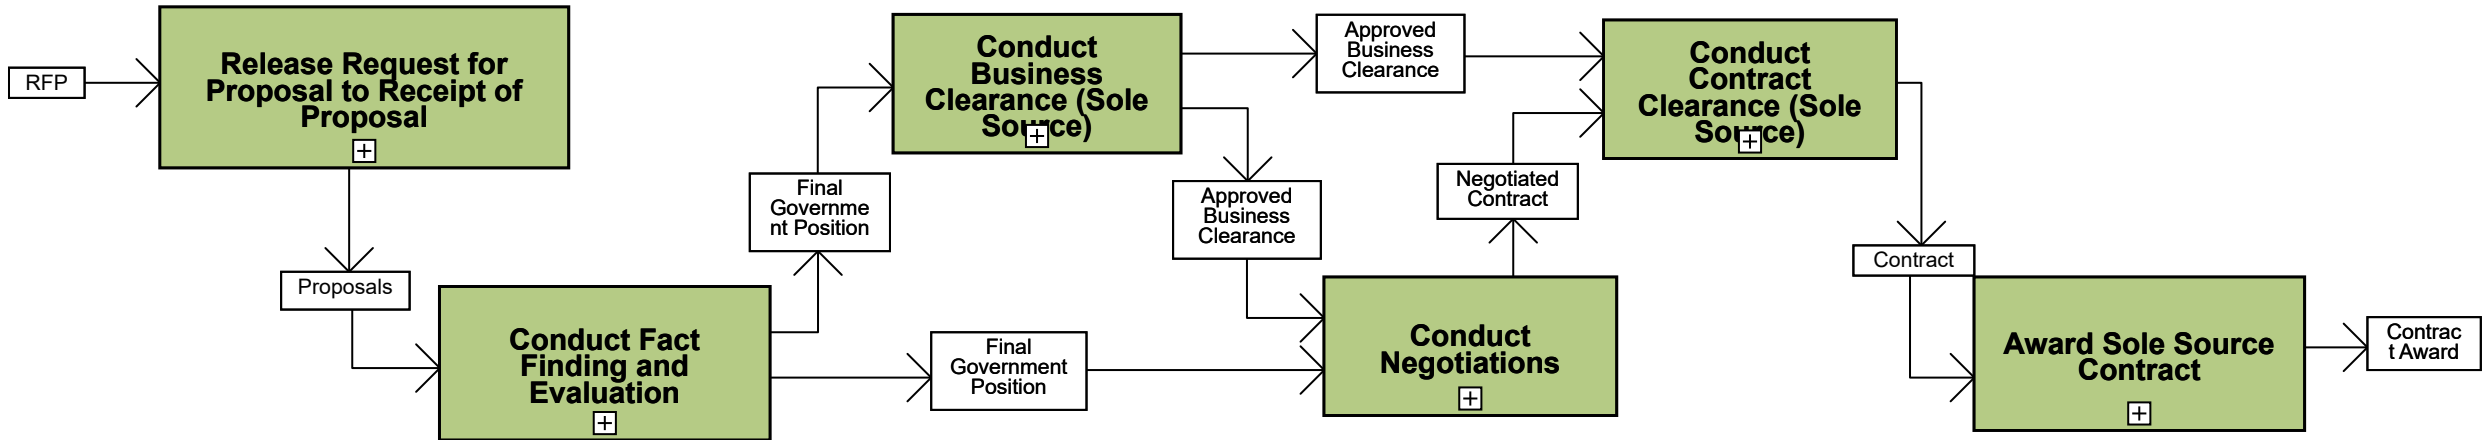 RFP
Release Request for
Proposal to Receipt of
Proposal
Proposals
Conduct Fact
Finding and
Evaluation
Final
Governme
nt Position
Final
Government
Position
Conduct
Business
Clearance (Sole
Source)
Approved
Business
Clearance
Approved
Business
Clearance
Conduct
Negotiations
Negotiated
Contract
Conduct
Contract
Clearance (Sole
Source)
Contract
Award Sole Source
Contract
Contrac
t Award